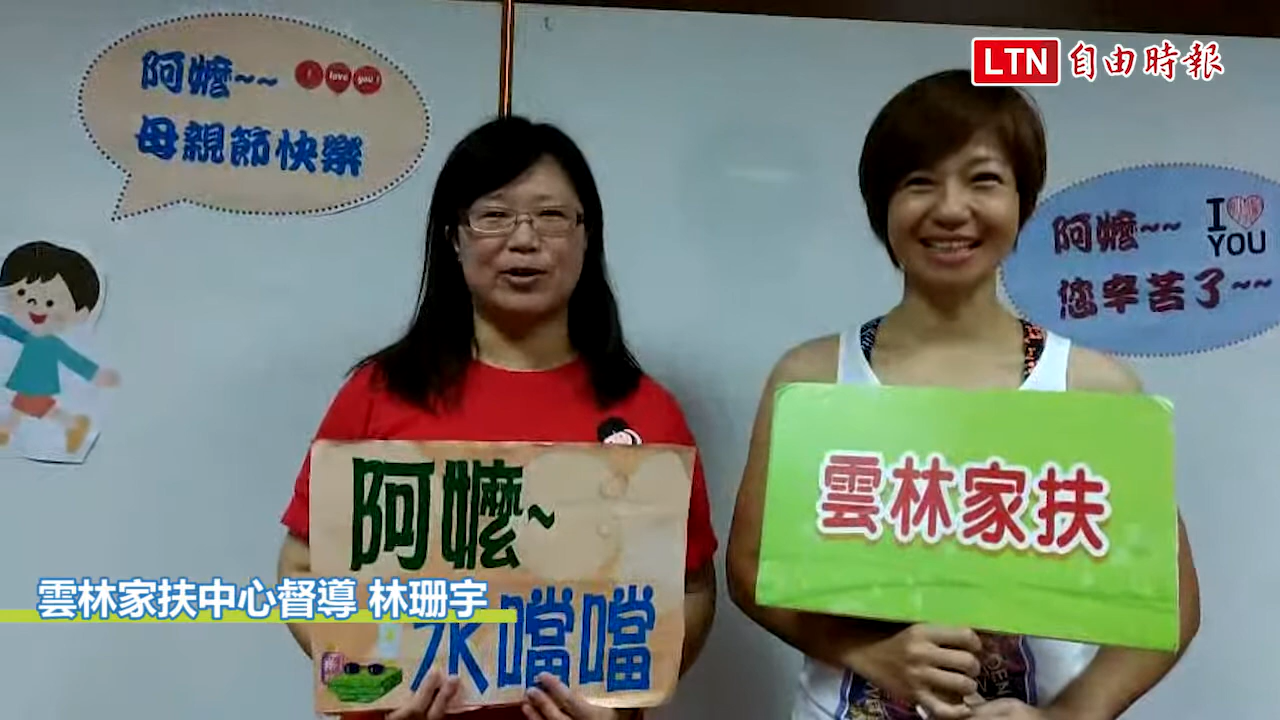 LTN 自由時報
阿嬤~~ I love you!
母親節快樂
阿嬤~~ I YOU
您辛苦了~~
阿嬤~
水噹噹
雲林家扶
雲林家扶中心督導 林珊宇